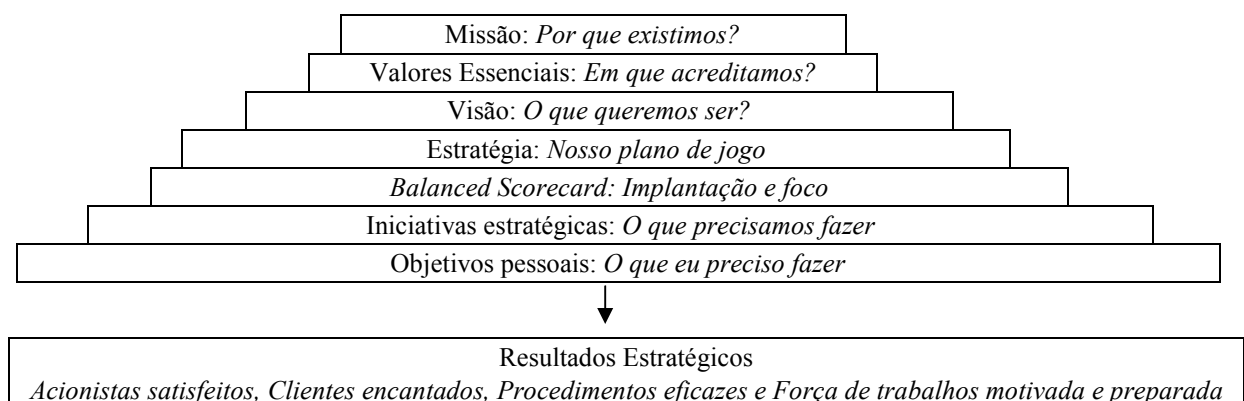 Missão: Por que existimos?
Valores Essenciais: Em que acreditamos?
Visão: O que queremos ser?
Estratégia: Nosso plano de jogo
Balanced Scorecard: Implantação e foco
Iniciativas estratégicas: O que precisamos fazer
Objetivos pessoais: O que eu preciso fazer
Resultados Estratégicos
Acionistas satisfeitos, Clientes encantados, Procedimentos eficazes e Força de trabalhos motivada e preparada